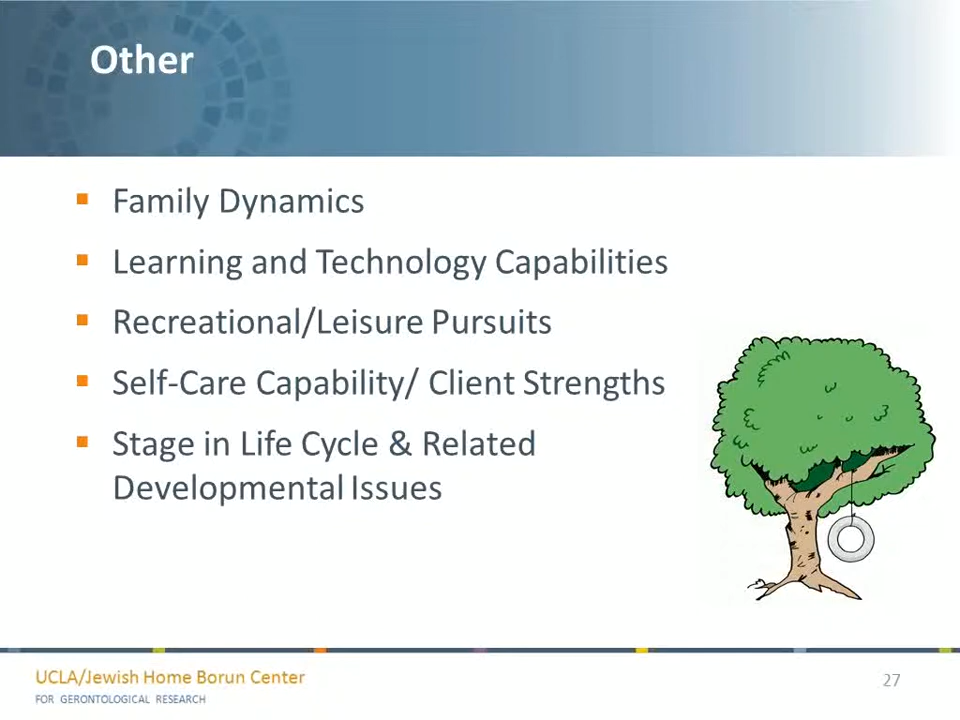 Other
Family Dynamics
Learning and Technology Capabilities
Recreational/Leisure Pursuits
Self-Care Capability/ Client Strengths
Stage in Life Cycle & Related
Developmental Issues
UCLA/Jewish Home Borun Center
FOR GERONTOLOGICAL RESEARCH
27